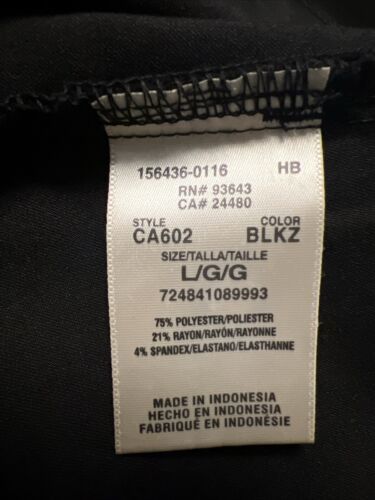 156436-0116 HB
RN# 93643
CA# 24480
STYLE COLOR
CA602 BLKZ
SIZE/TALLA/TAILLE
L/G/G
724841089993
75% POLYESTER/POLIESTER
21% RAYON/RAYÓN/RAYONNE
4% SPANDEX/ELASTANO/ELASTHANNE
MADE IN INDONESIA
HECHO EN INDONESIA
FABRIQUÉ EN INDONÉSIE